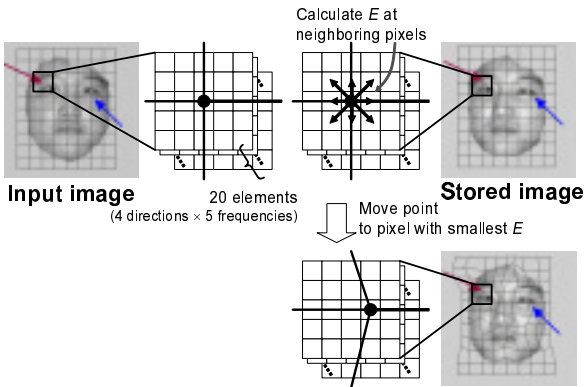 Calculate E at
neighboring pixels
Input image
20 elements
(4 directions × 5 frequencies)
Stored image
Move point
to pixel with smallest E